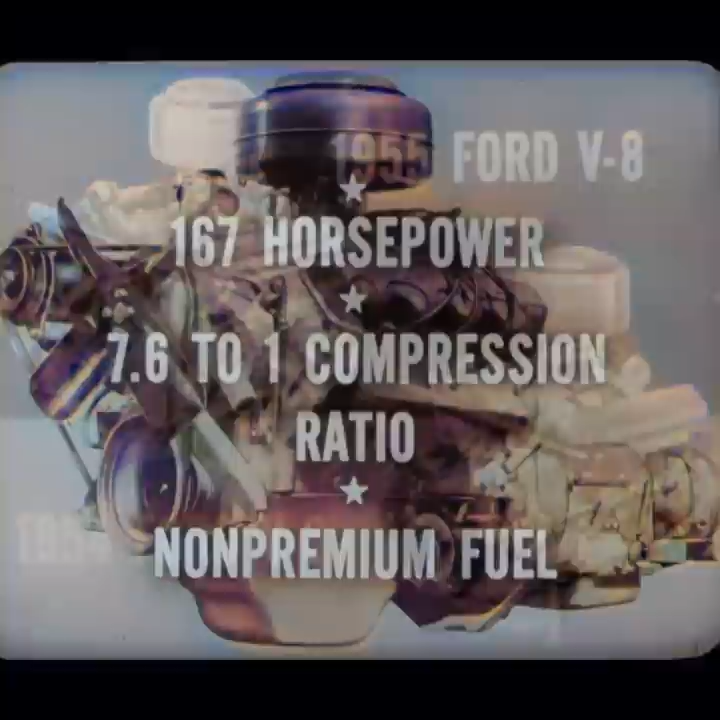 1955 FORD V-8
167 HORSEPOWER
7.6 TO 1 COMPRESSION
RATIO
NONPREMIUM FUEL